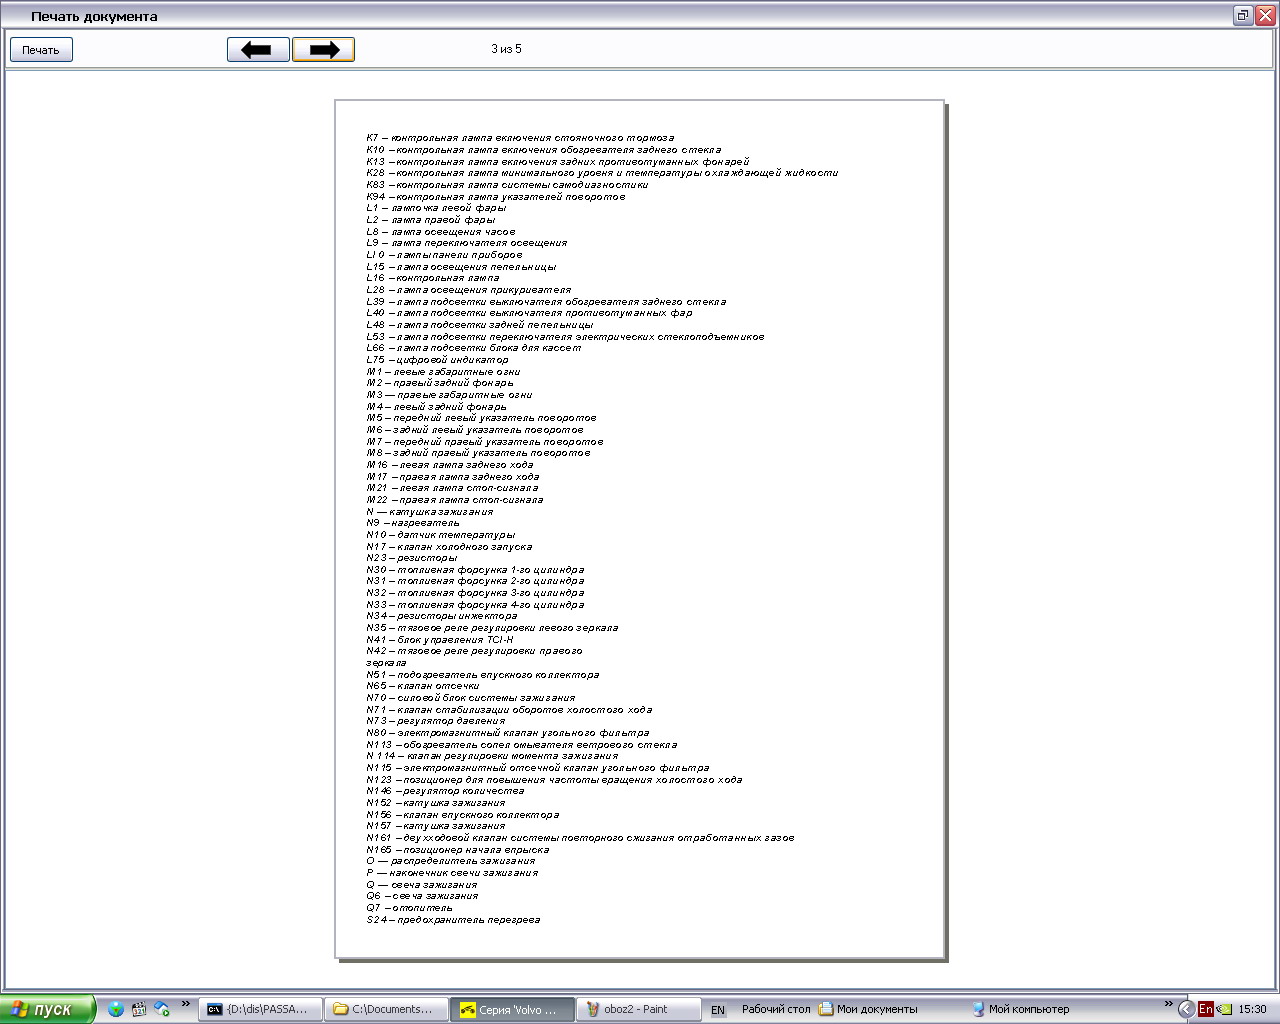 Печать документа
Печать
3 из 5
K7 – контрольная лампа включения стояночного тормоза
K10 – контрольная лампа включения обогревателя заднего стекла
K13 – контрольная лампа включения задних противотуманных фонарей
K28 – контрольная лампа минимального уровня и температуры охлаждающей жидкости
K83 – контрольная лампа системы самодиагностики
K94 – контрольная лампа указателей поворотов
L1 – лампочка левой фары
L2 – лампа правой фары
L8 – лампа освещения часов
L9 – лампа переключателя освещения
LI 0 – лампы панели приборов
L15 – лампа освещения пепельницы
L16 – контрольная лампа
L28 – лампа освещения прикуривателя
L39 – лампа подсветки выключателя обогревателя заднего стекла
L40 – лампа подсветки выключателя противотуманных фар
L48 – лампа подсветки задней пепельницы
L53 – лампа подсветки переключателя электрических стеклоподъемников
L66 – лампа подсветки блока для кассет
L75 – цифровой индикатор
M1 – левые габаритные огни
M2 – правый задний фонарь
M3 — правые габаритные огни
M4 – левый задний фонарь
M5 – передний левый указатель поворотов
M6 – задний левый указатель поворотов
M7 – передний правый указатель поворотов
M8 – задний правый указатель поворотов
M16 – левая лампа заднего хода
M17 – правая лампа заднего хода
M21 – левая лампа стоп-сигнала
M22 – правая лампа стоп-сигнала
N — катушка зажигания
N9 – нагреватель
N10 – датчик температуры
N17 – клапан холодного запуска
N23 – резисторы
N30 – топливная форсунка 1-го цилиндра
N31 – топливная форсунка 2-го цилиндра
N32 – топливная форсунка 3-го цилиндра
N33 – топливная форсунка 4-го цилиндра
N34 – резисторы инжектора
N35 – тяговое реле регулировки левого зеркала
N41 – блок управления TCI-H
N42 – тяговое реле регулировки правого
зеркала
N51 – подогреватель впускного коллектора
N65 – клапан отсечки
N70 – силовой блок системы зажигания
N71 – клапан стабилизации оборотов холостого хода
N73 – регулятор давления
N80 – электромагнитный клапан угольного фильтра
N113 – обогреватель сопел омывателя ветрового стекла
N 114 – клапан регулировки момента зажигания
N115 – электромагнитный отсечной клапан угольного фильтра
N123 – позиционер для повышения частоты вращения холостого хода
N146 – регулятор количества
N152 – катушка зажигания
N156 – клапан впускного коллектора
N157 – катушка зажигания
N161 – двухходовой клапан системы повторного сжигания отработанных газов
N165 – позиционер начала впрыска
O — распределитель зажигания
P — наконечник свечи зажигания
Q — свеча зажигания
Q6 – свеча зажигания
Q7 – отопитель
S24 – предохранитель перегрева
пуск
»
{D:\dis\PASSA...
C:\Documents...
Серия 'Volvo ...
oboz2 - Paint
EN
Рабочий стол
Мои документы
Мой компьютер
»
En
15:30